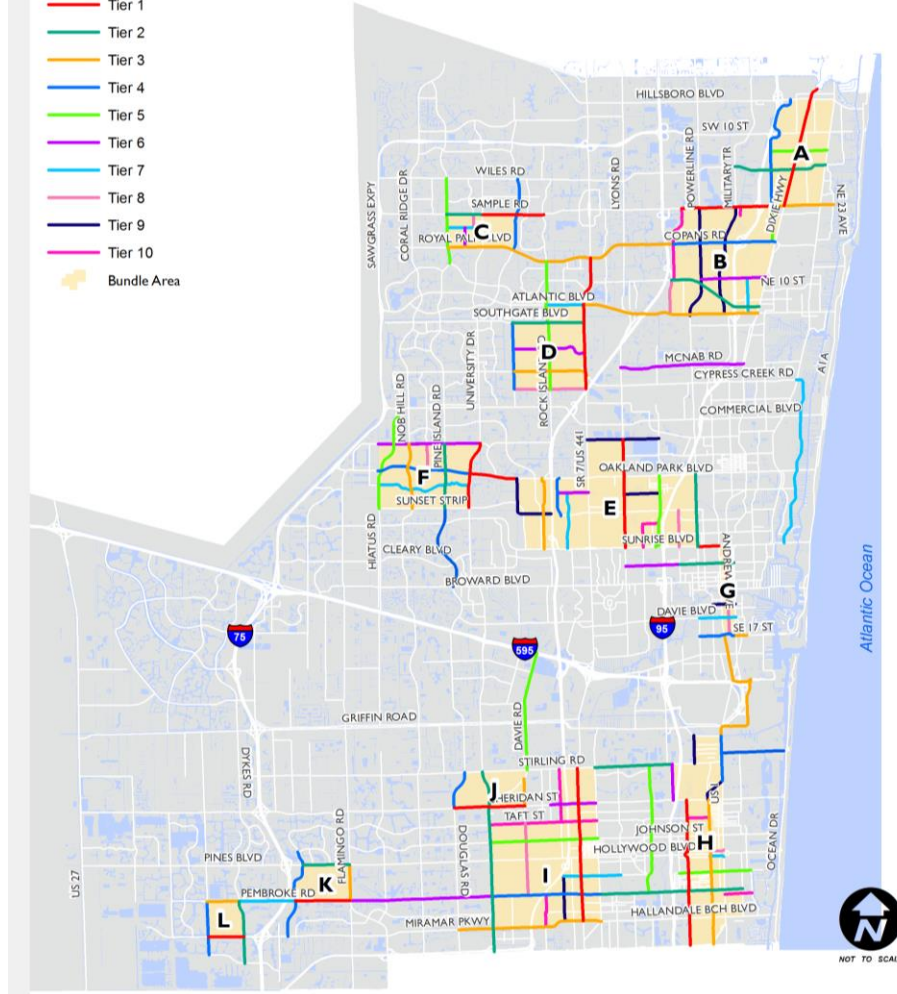 Tier 1
Tier 2
Tier 3
Tier 4
Tier 5
Tier 6
Tier 7
Tier 8
Tier 9
Tier 10
Bundle Area
HILLSBORO BLVD
SW 10 ST
A
POWERLINE RD
MILITARY TR
LYONS RD
WILES RD
SAMPLE RD
DIXIE HWY
NE 23 AVE
SAWGRASS EXPY
CORAL RIDGE DR
C
BLVD
COPANS RD
B
NE 10 ST
ATLANTIC BLVD
SOUTHGATE BLVD
D
UNIVERSITY DR
ROCK ISLAND
MCNAB RD
CYPRESS CREEK RD
A1A
COMMERCIAL BLVD
NOB HILL RD
PINE ISLAND RD
SR 7/US 441
OAKLAND PARK BLVD
F
SUNSET STRIP
E
HIATUS RD
SUNRISE BLVD
CLEARY BLVD
BROWARD BLVD
G
Atlantic Ocean
DAVIE BLVD
SE 17 ST
75
595
95
GRIFFIN ROAD
DAVIE RD
STIRLING RD
DYKES RD
J
TAFT ST
JOHNSON ST
HOLLYWOOD BLVD
H
OCEAN DR
US 27
PINES BLVD
FLAMINGO RD
DOUGLAS RD
K
I
PEMBROKE RD
L
MIRAMAR PKWY
HALLANDALE BCH BLVD
N
NOT TO